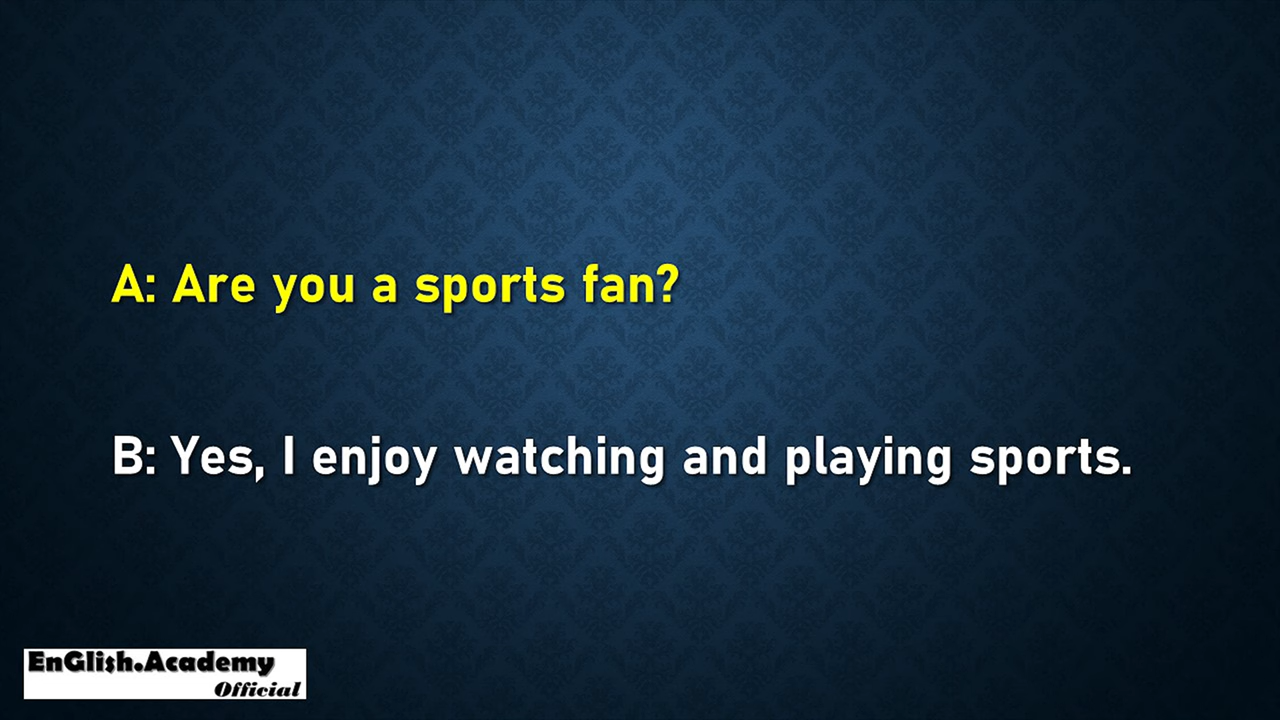 A: Are you a sports fan?
B: Yes, I enjoy watching and playing sports.
EnGlish.Academy
Official